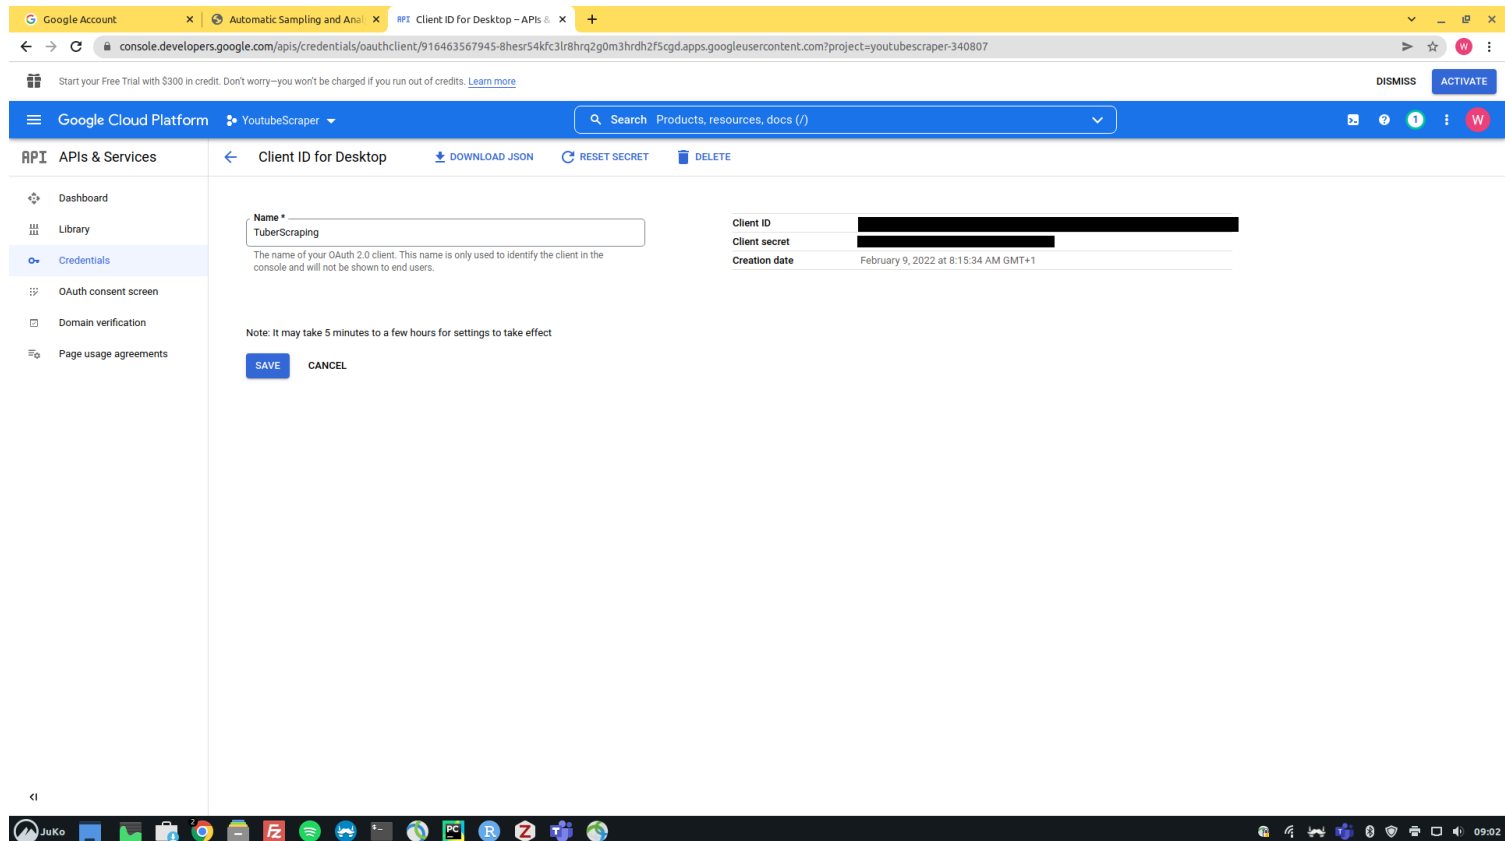 Google Account
Automatic Sampling and Anal
API Client ID for Desktop – APIs &
console.developers.google.com/apis/credentials/oauthclient/916463567945-8hesr54kfc3lr8hrq2g0m3hrdh2f5cgd.apps.googleusercontent.com?project=youtubescraper-340807
W
Start your Free Trial with $300 in credit. Don't worry—you won't be charged if you run out of credits. Learn more
DISMISS
ACTIVATE
Google Cloud Platform
YoutubeScraper
Search Products, resources, docs (/)
1
W
API APIs & Services
Client ID for Desktop
DOWNLOAD JSON
RESET SECRET
DELETE
Dashboard
Library
Credentials
OAuth consent screen
Domain verification
Page usage agreements
Name *
TuberScraping
The name of your OAuth 2.0 client. This name is only used to identify the client in the
console and will not be shown to end users.
Client ID
Client secret
Creation date February 9, 2022 at 8:15:34 AM GMT+1
Note: It may take 5 minutes to a few hours for settings to take effect
SAVE
CANCEL
JuKo
2
PC
R
Z
09:02